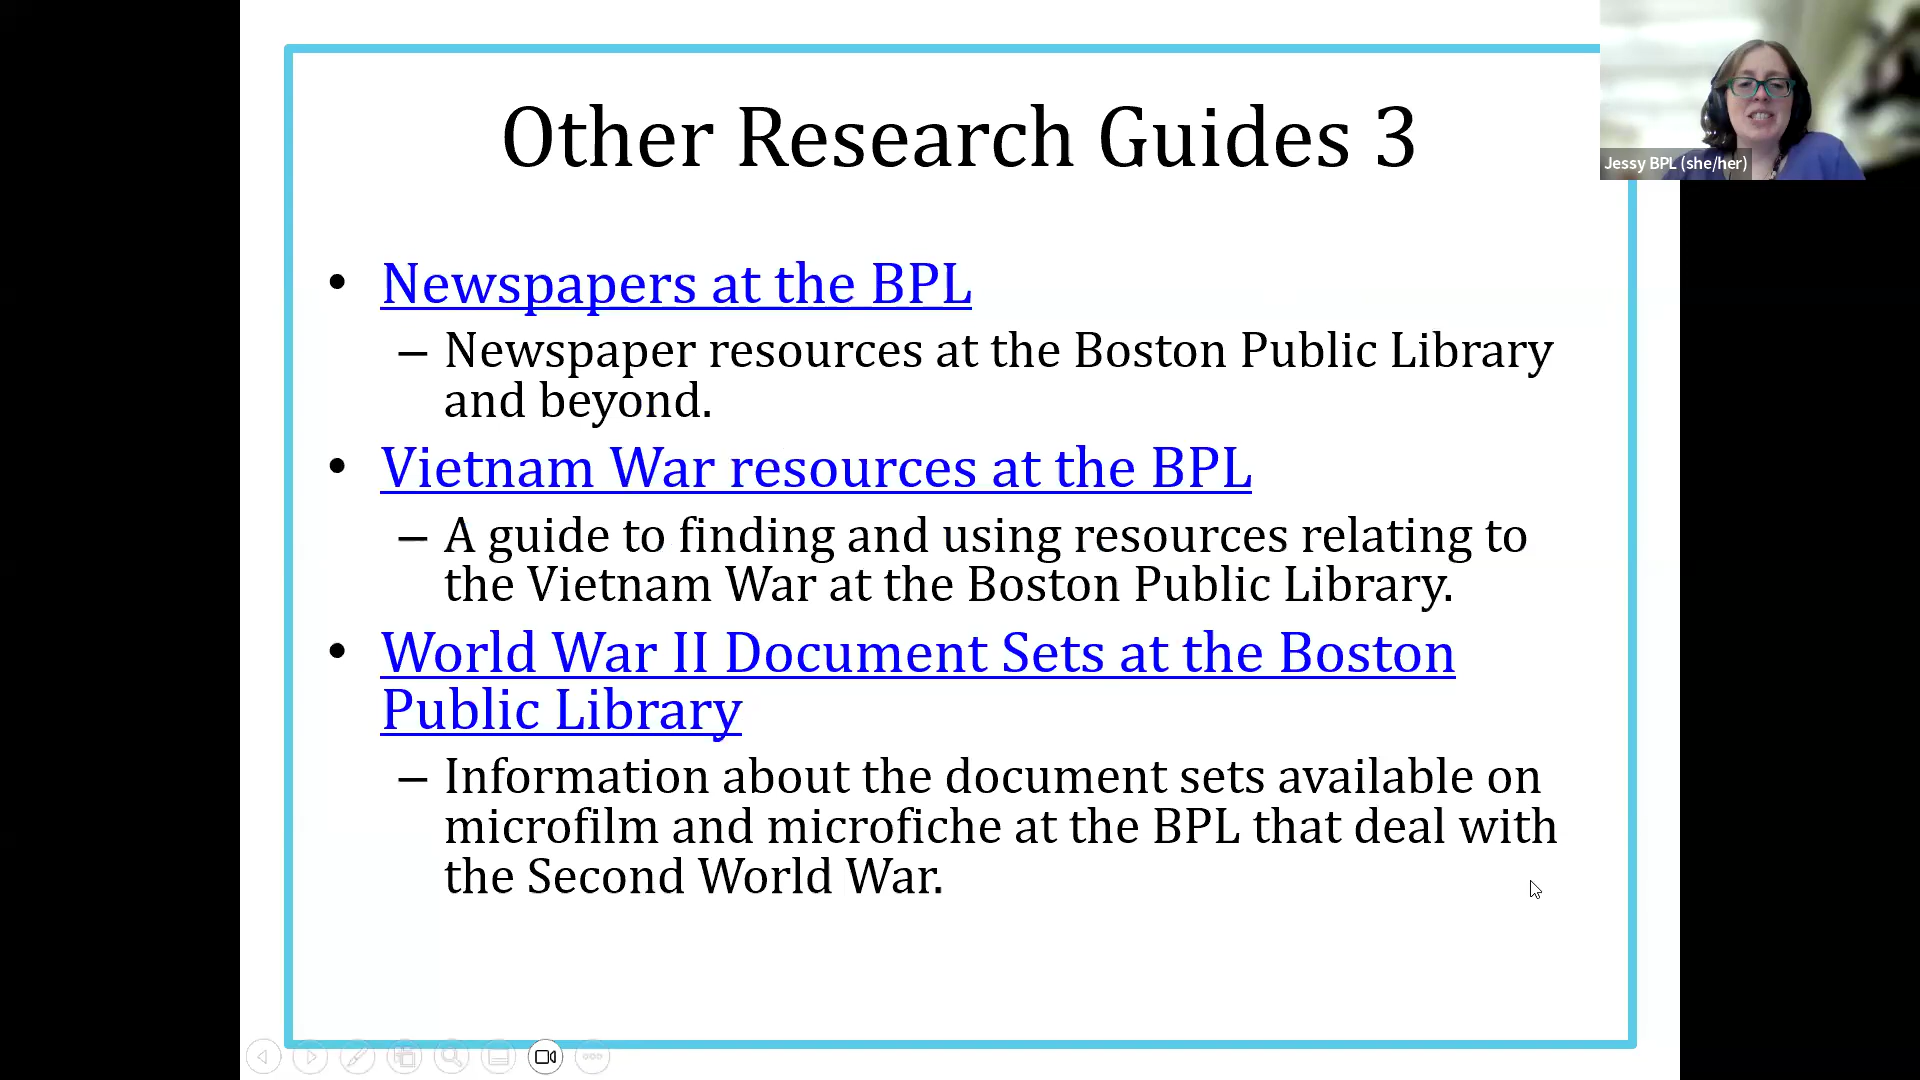 Other Research Guides 3
Jessy BPL (she/her)
• Newspapers at the BPL
– Newspaper resources at the Boston Public Library
and beyond.
• Vietnam War resources at the BPL
– A guide to finding and using resources relating to
the Vietnam War at the Boston Public Library.
• World War II Document Sets at the Boston
Public Library
– Information about the document sets available on
microfilm and microfiche at the BPL that deal with
the Second World War.